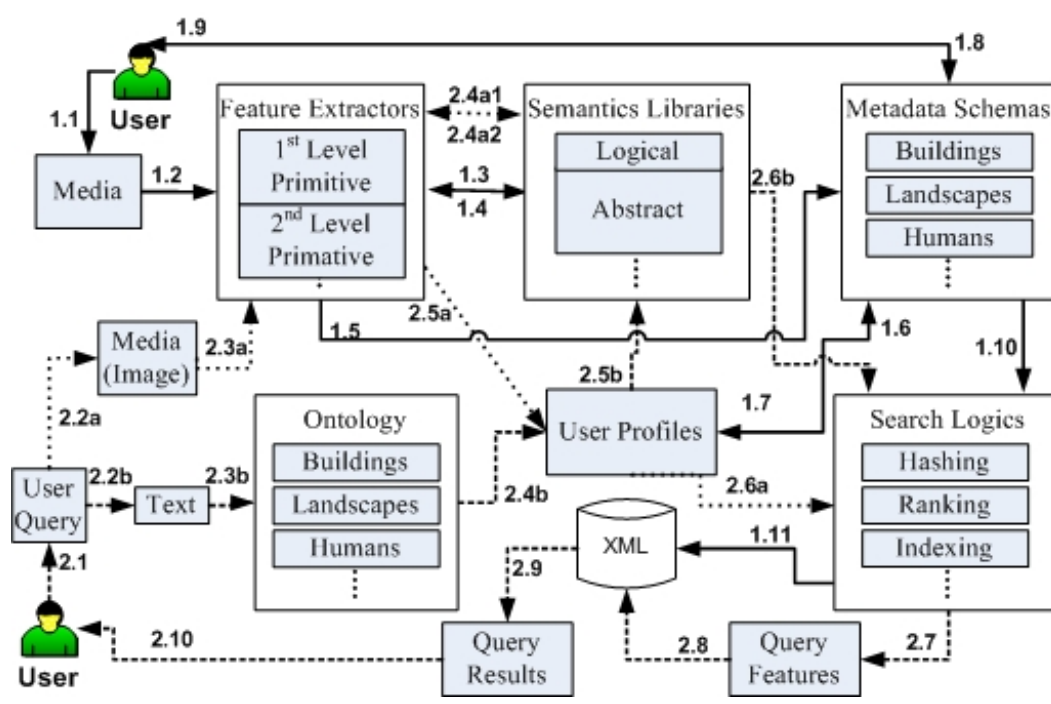 1.9
1.8
User
1.1
Media
1.2
Feature Extractors
1st Level
Primitive
2nd Level
Primative
2.4a1
2.4a2
1.3
1.4
Semantics Libraries
Logical
Abstract
2.6b
Metadata Schemas
Buildings
Landscapes
Humans
Media
(Image)
2.3a
1.5
2.5a
2.5b
1.6
1.10
2.2a
Ontology
Buildings
Landscapes
Humans
User Profiles
1.7
Search Logics
Hashing
Ranking
Indexing
User
Query
2.2b
Text
2.3b
2.4b
2.6a
2.1
XML
1.11
2.9
User
2.10
Query
Results
2.8
Query
Features
2.7